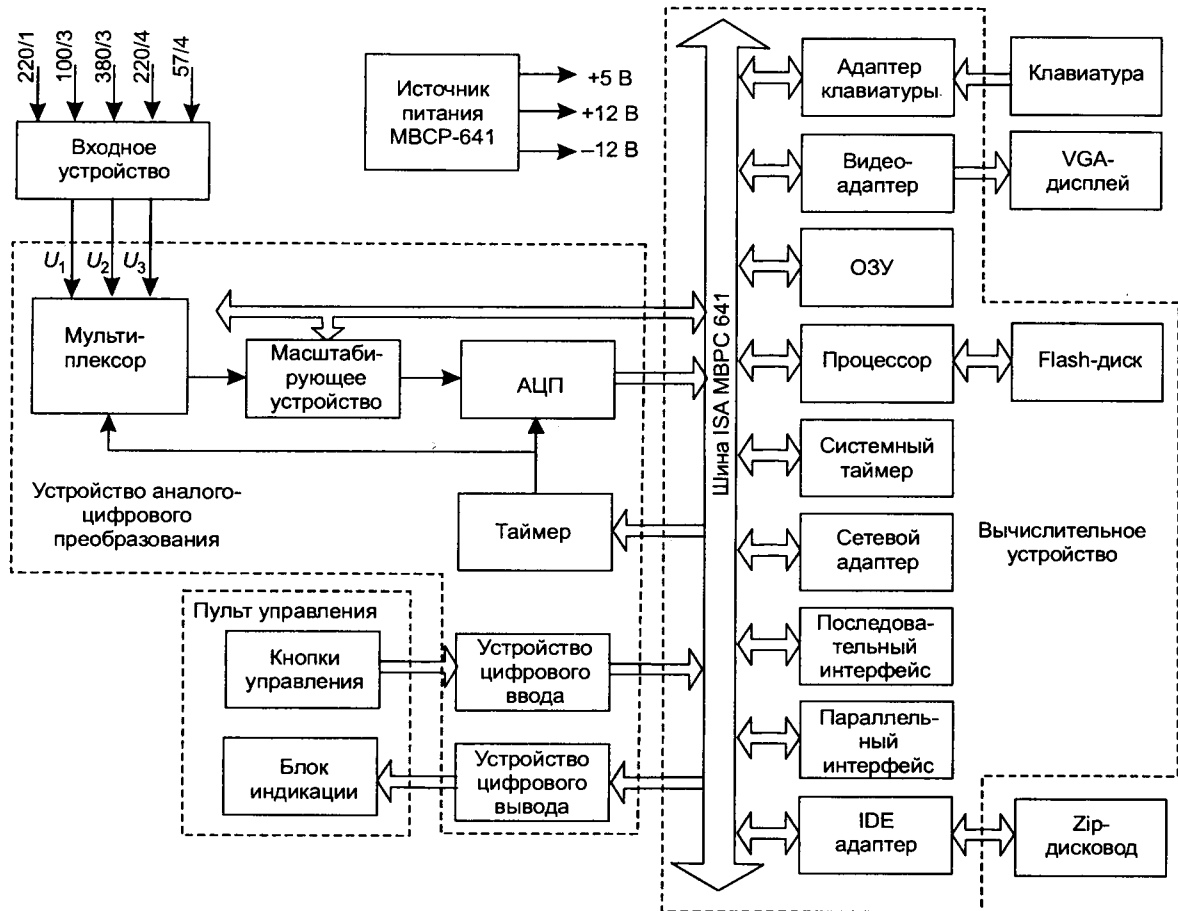 220/1
100/3
380/3
220/4
57/4
Входное
устройство
Источник
питания
МВСР-641
+5 В
+12 В
–12 В
U1
U2
U3
Мульти-
плексор
Масштаби-
рующее
устройство
АЦП
Таймер
Устройство аналого-
цифрового
преобразования
Пульт управления
Кнопки
управления
Блок
индикации
Устройство
цифрового
ввода
Устройство
цифрового
вывода
Шина ISA МВРС 641
Адаптер
клавиатуры
Клавиатура
Видео-
адаптер
VGA-
дисплей
ОЗУ
Процессор
Flash-диск
Системный
таймер
Сетевой
адаптер
Вычислительное
устройство
Последова-
тельный
интерфейс
Параллель-
ный
интерфейс
IDE
адаптер
Zip-
дисковод